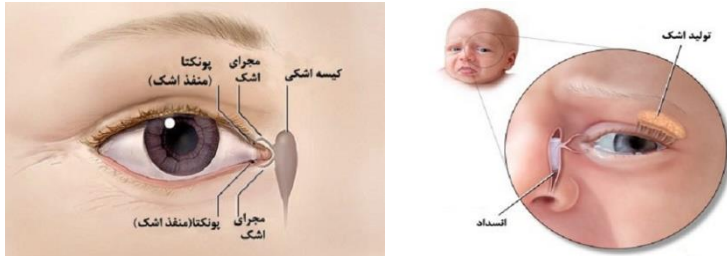 پونکتا
(منفذ اشک)
مجرای
اشک
کیسه اشکی
پونکتا(منفذ اشک)
مجرای
اشک
تولید اشک
انسداد